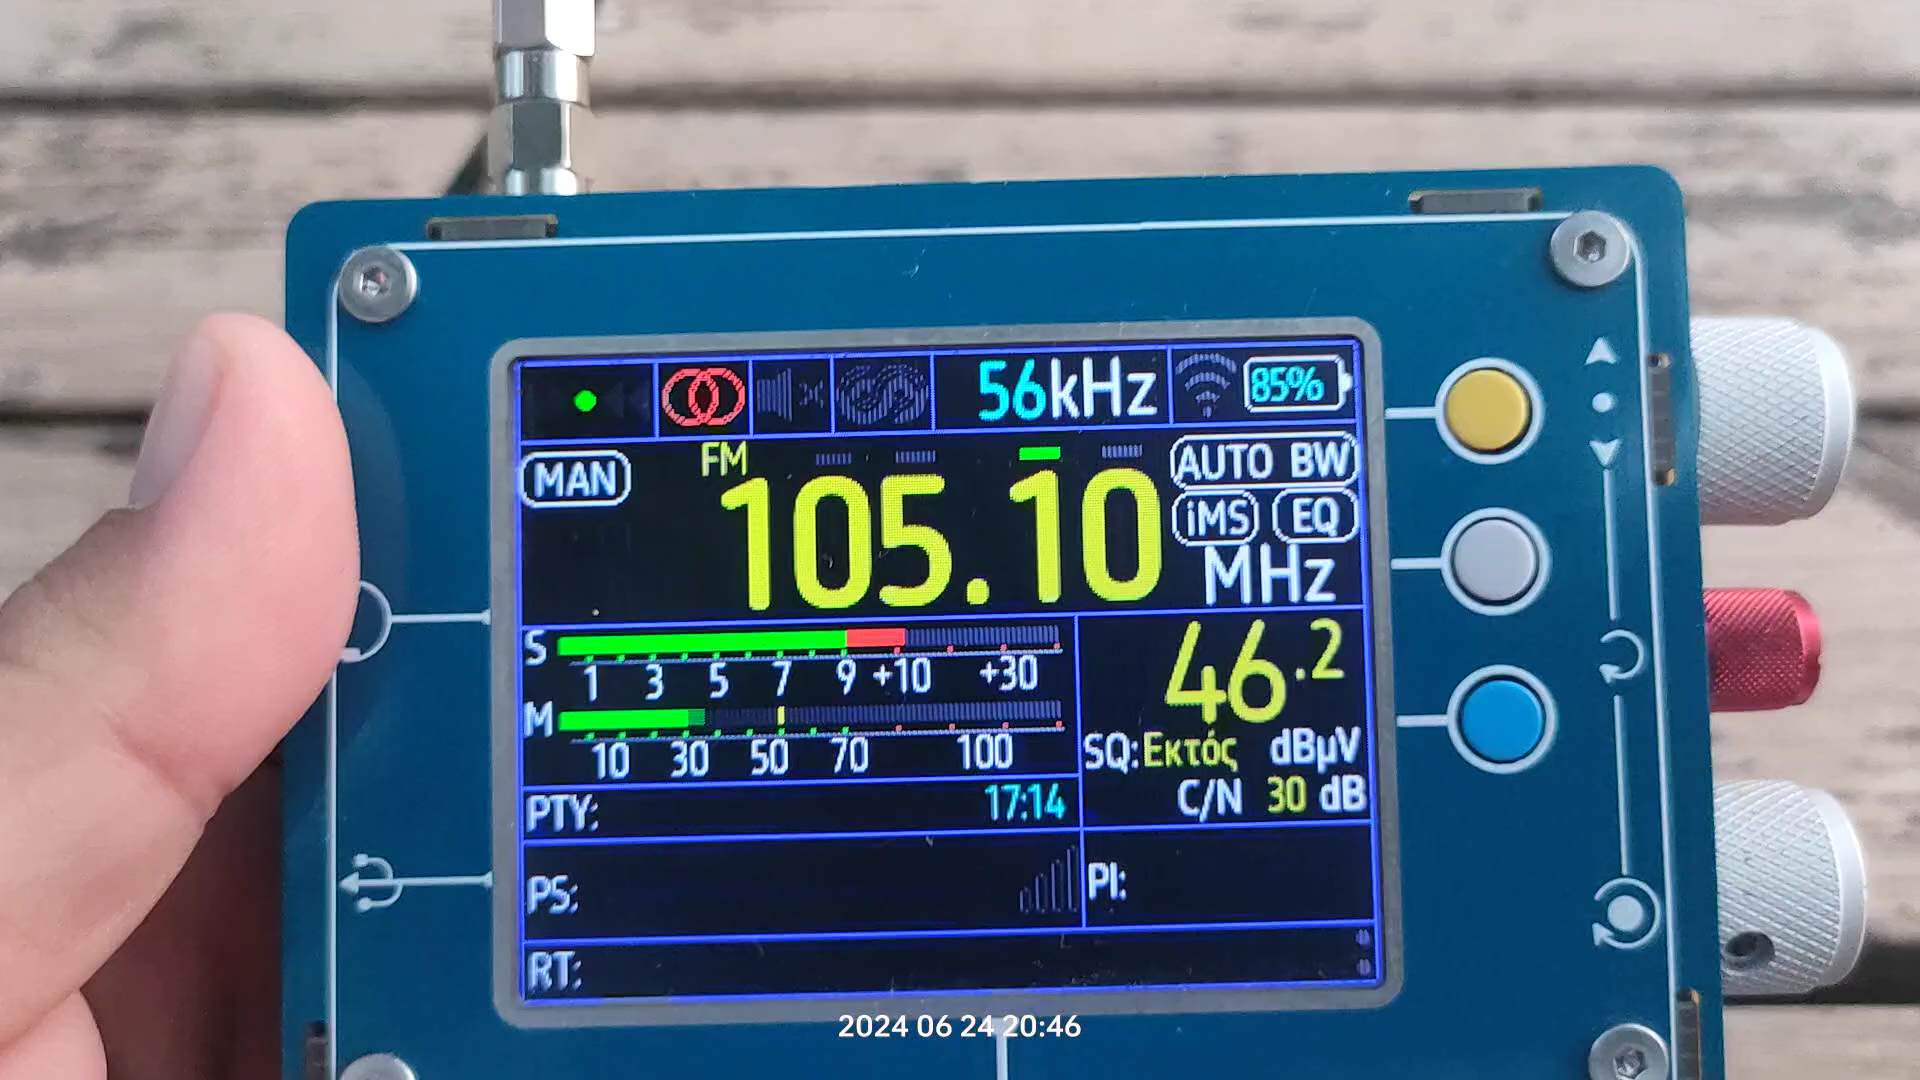 56kHz 85%
MAN FM 105.10 MHz AUTO BW
iMS EQ
S
1 3 5 7 9 +10 +30
M
10 30 50 70 100
46.2
SQ: Εκτός dBµV
C/N 30 dB
PTY: 17:14
PS: PI:
RT:
2024 06 24 20:46